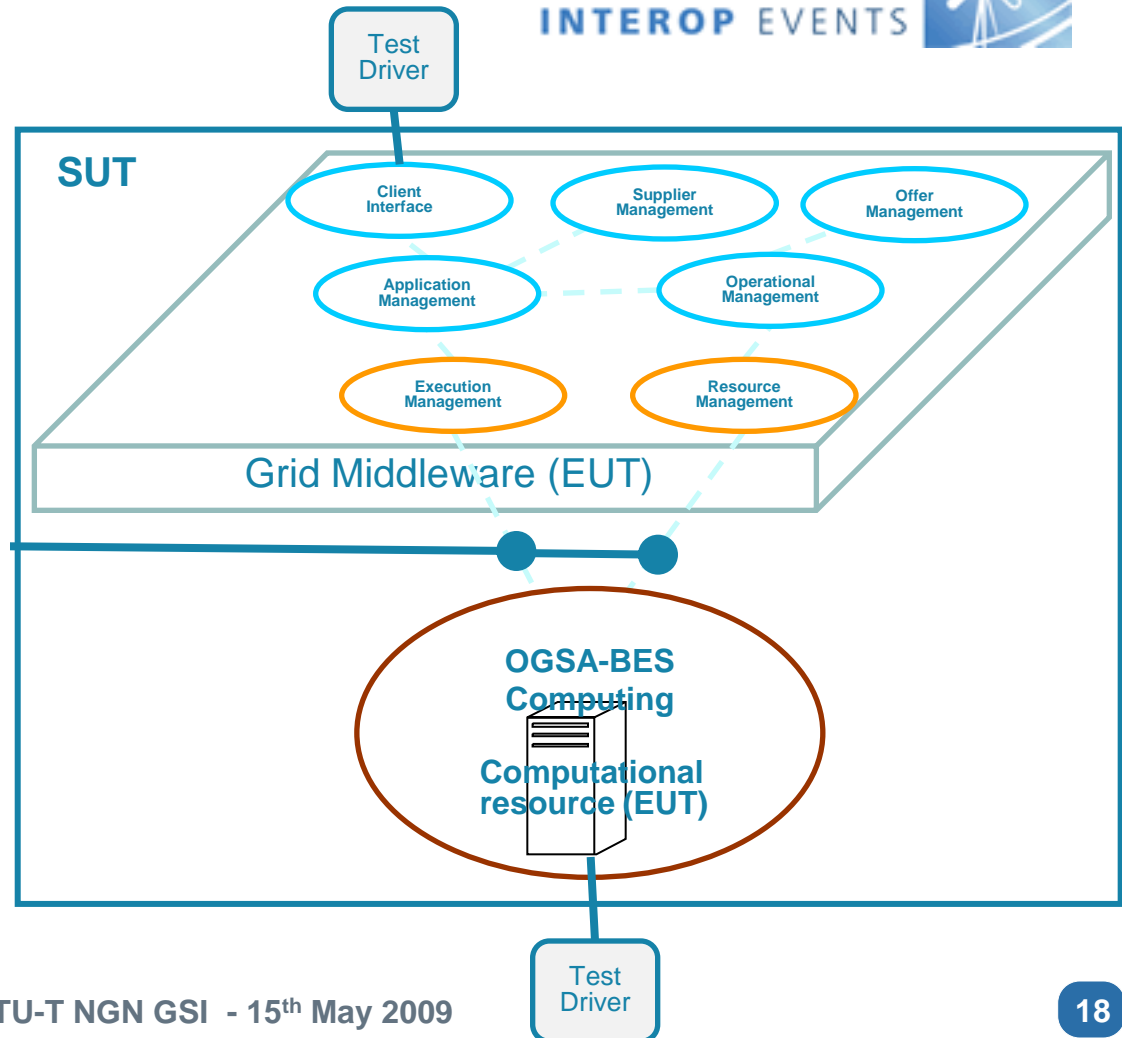 INTEROP EVENTS
Test
Driver
SUT
Client
Interface
Supplier
Management
Offer
Management
Application
Management
Operational
Management
Execution
Management
Resource
Management
Grid Middleware (EUT)
OGSA-BES
Computing
Computational
resource (EUT)
Test
Driver
TU-T NGN GSI - 15th May 2009
18